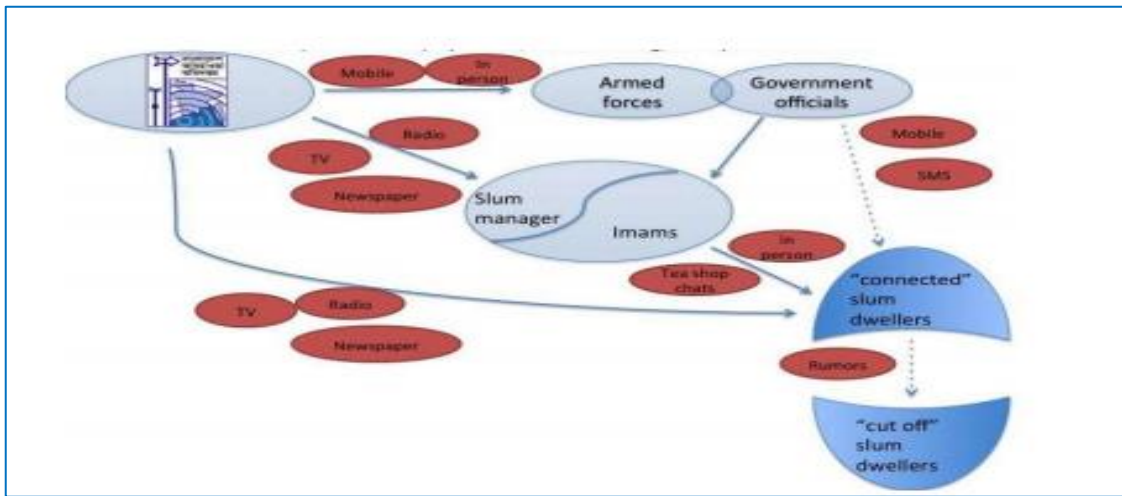 Mobile
In
person
Armed
forces
Government
officials
Radio
TV
Newspaper
Mobile
SMS
Slum
manager
Imams
In
person
Tea shop
chats
"connected"
slum
dwellers
TV
Radio
Newspaper
Rumors
"cut off"
slum
dwellers